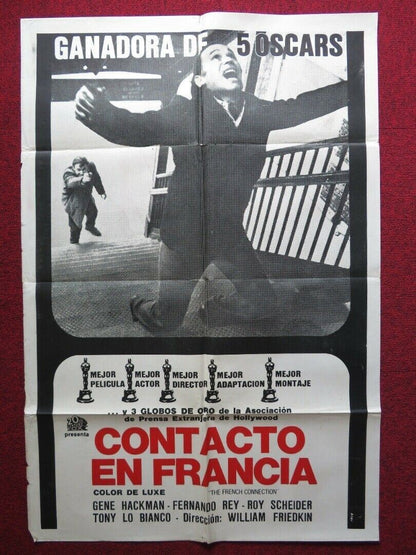 GANADORA DE 5 OSCARS
MEJOR PELICULA
MEJOR ACTOR
MEJOR DIRECTOR
MEJOR ADAPTACION
MEJOR MONTAJE
... y 3 GLOBOS DE ORO de la Asociación
de Prensa Extranjera de Hollywood
presenta
CONTACTO
EN FRANCIA
COLOR DE LUXE
"THE FRENCH CONNECTION"
GENE HACKMAN - FERNANDO REY - ROY SCHEIDER
TONY LO BIANCO - Dirección: WILLIAM FRIEDKIN